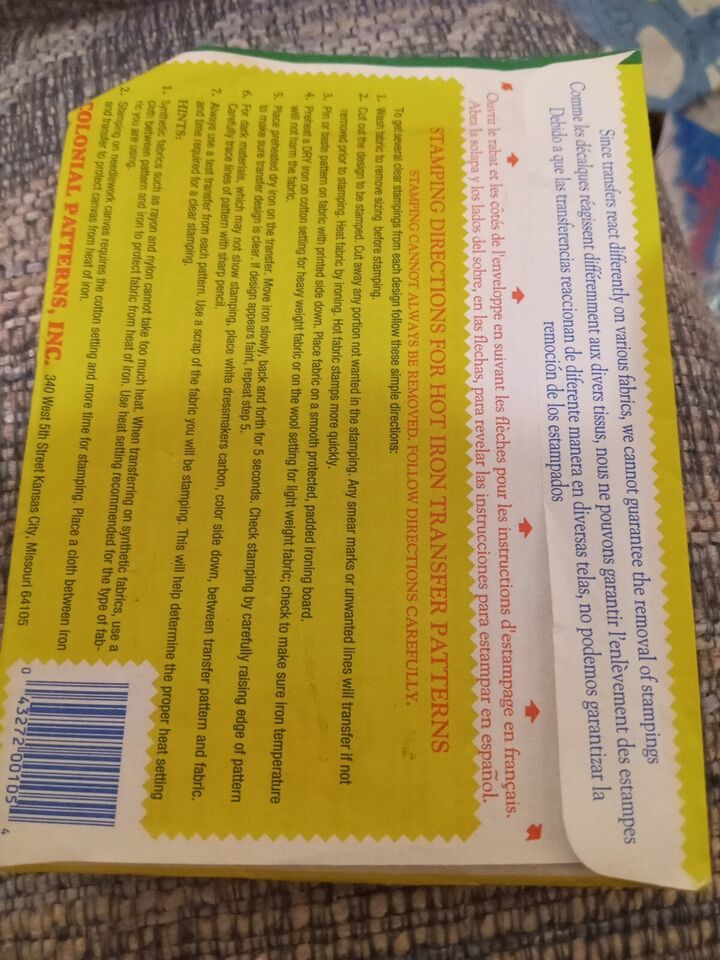 Since transfers react differently on various fabrics, we cannot guarantee the removal of stampings
Comme les décalques réagissent différemment aux divers tissus, nous ne pouvons garantir l'enlèvement des estampes
Debido a que las transferencias reaccionan de diferente manera en diversas telas, no podemos garantizar la
remoción de los estampados
Ouvrir le rabat et les côtés de l'enveloppe en suivant les flèches pour les instructions d'estampage en français.
Abra la solapa y los lados del sobre, en las flechas, para revelar las instrucciones para estampar en español.
STAMPING DIRECTIONS FOR HOT IRON TRANSFER PATTERNS
STAMPING CANNOT ALWAYS BE REMOVED. FOLLOW DIRECTIONS CAREFULLY.
To get several clear stampings from each design follow these simple directions:
1. Wash fabric to remove sizing before stamping.
2. Cut out the design to be stamped. Cut away any portion not wanted in the stamping. Any smear marks or unwanted lines will transfer if not
removed prior to stamping. Heat fabric by ironing. Hot fabric stamps more quickly.
3. Pin or baste pattern on fabric with printed side down. Place fabric on a smooth protected, padded ironing board.
4. Preheat a DRY iron on cotton setting for heavy weight fabric or on the wool setting for light weight fabric; check to make sure iron temperature
will not harm the fabric.
5. Place preheated dry iron on the transfer. Move iron slowly, back and forth for 5 seconds. Check stamping by carefully raising edge of pattern
to make sure transfer design is clear. If design appears faint, repeat step 5.
6. For dark materials, which may not show stamping, place white dressmakers carbon, color side down, between transfer pattern and fabric.
Carefully trace lines of pattern with sharp pencil.
7. Always use a test transfer from each pattern. Use a scrap of the fabric you will be stamping. This will help determine the proper heat setting
and time required for a clear stamping.
HINTS:
1. Synthetic fabrics such as rayon and nylon cannot take too much heat. When transferring on synthetic fabrics, use a
cloth between pattern and iron to protect fabric from heat of iron. Use heat setting recommended for the type of fab-
ric you are using.
2. Stamping on needlework canvas requires the cotton setting and more time for stamping. Place a cloth between iron
and transfer to protect canvas from heat of iron.
COLONIAL PATTERNS, INC. 340 West 5th Street Kansas City, Missouri 64105
0 43272 00105 4